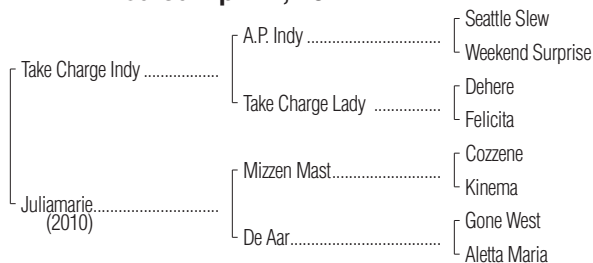 Seattle Slew
A.P. Indy ................
Weekend Surprise
Take Charge Indy ................
Dehere
Take Charge Lady ................
Felicita
Cozzene
Mizzen Mast.......................
Kinema
Juliamarie............................
(2010)
Gone West
De Aar................................
Aletta Maria